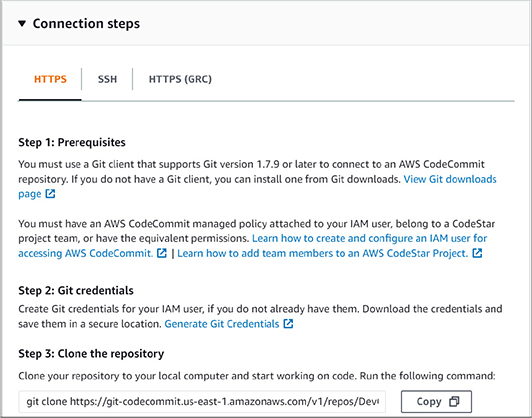 Connection steps
HTTPS SSH HTTPS (GRC)
Step 1: Prerequisites
You must use a Git client that supports Git version 1.7.9 or later to connect to an AWS CodeCommit
repository. If you do not have a Git client, you can install one from Git downloads. View Git downloads
page
You must have an AWS CodeCommit managed policy attached to your IAM user, belong to a CodeStar
project team, or have the equivalent permissions. Learn how to create and configure an IAM user for
accessing AWS CodeCommit. | Learn how to add team members to an AWS CodeStar Project.
Step 2: Git credentials
Create Git credentials for your IAM user, if you do not already have them. Download the credentials and
save them in a secure location. Generate Git Credentials
Step 3: Clone the repository
Clone your repository to your local computer and start working on code. Run the following command:
git clone https://git-codecommit.us-east-1.amazonaws.com/v1/repos/Dev Copy